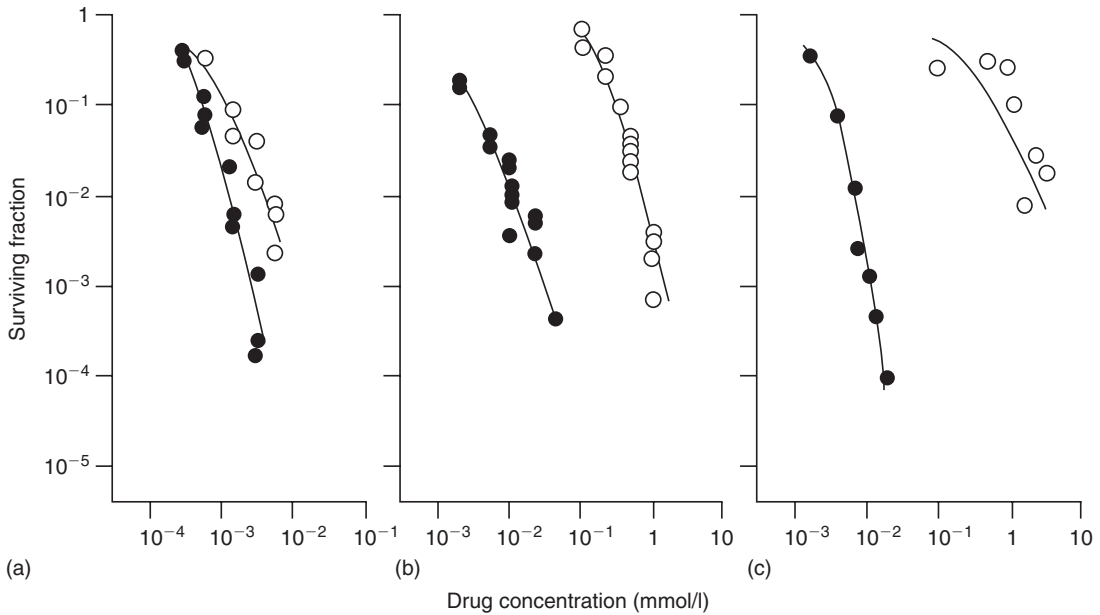 Surviving fraction
1
10⁻¹
10⁻²
10⁻³
10⁻⁴
10⁻⁵
10⁻⁴ 10⁻³ 10⁻² 10⁻¹
10⁻³ 10⁻² 10⁻¹ 1 10
10⁻³ 10⁻² 10⁻¹ 1 10
(a) (b) (c)
Drug concentration (mmol/l)